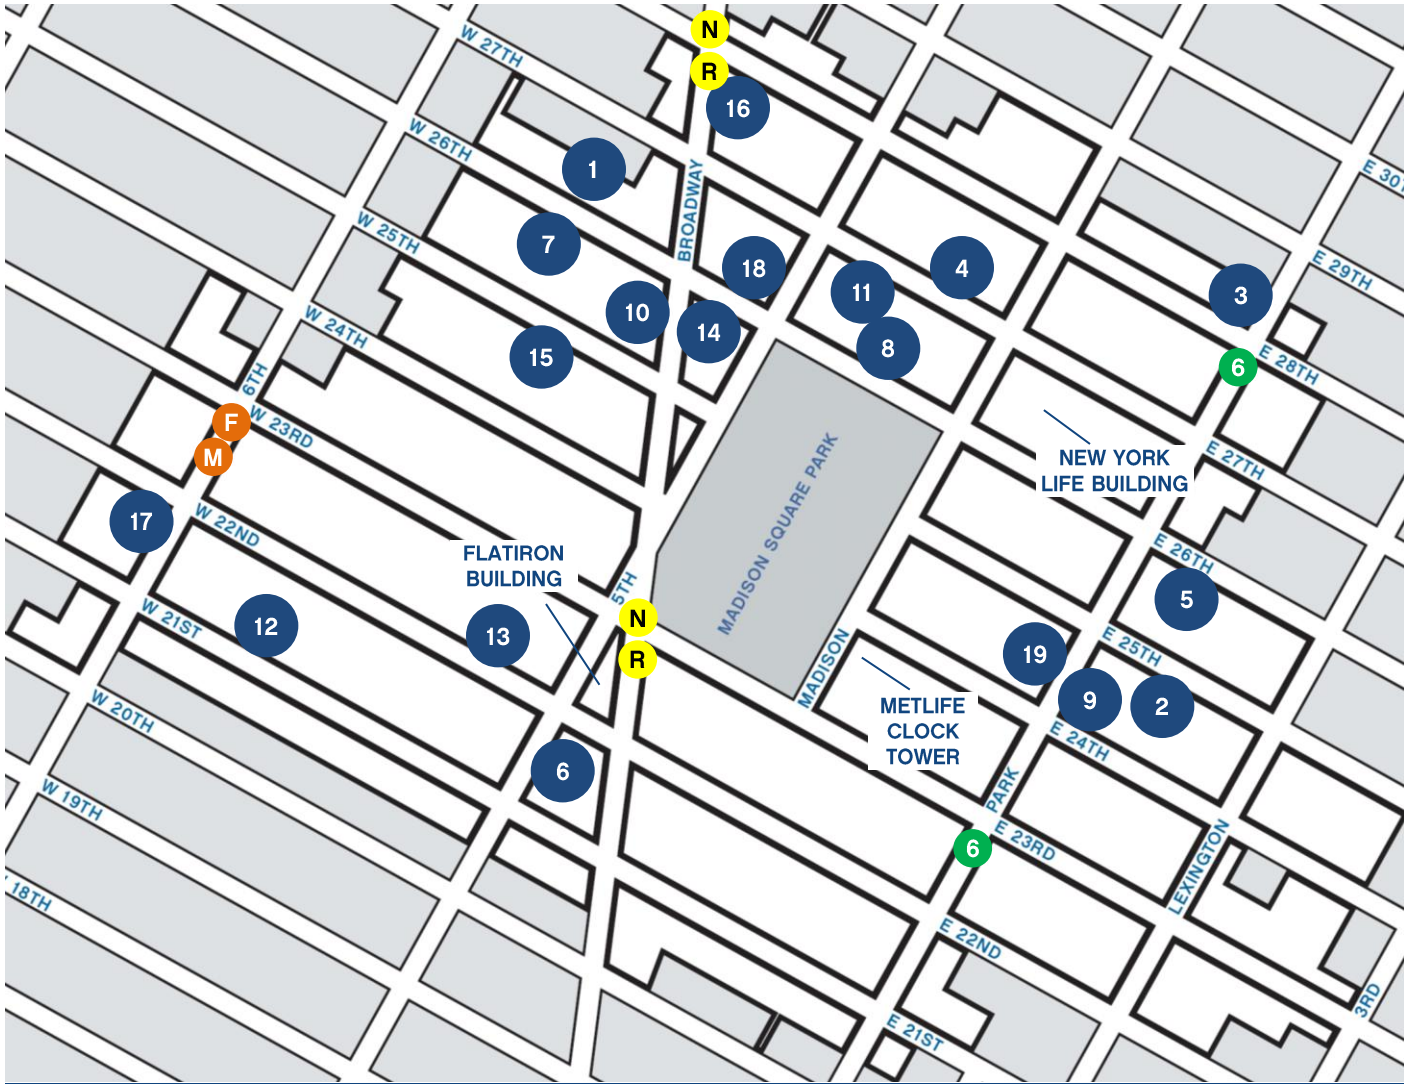 N
W 27TH
R
16
W 26TH
1
E 30T
BROADWAY
W 25TH
7
18
4
E 29TH
11
3
10
W 24TH
14
8
15
E 28TH
6
6TH
F
W 23RD
M
NEW YORK
LIFE BUILDING
E 27TH
MADISON SQUARE PARK
17
W 22ND
FLATIRON
BUILDING
E 26TH
5TH
5
N
W 21ST
12
13
R
E 25TH
19
MADISON
9
2
METLIFE
CLOCK
TOWER
W 20TH
E 24TH
6
PARK
W 19TH
E 23RD
6
LEXINGTON
18TH
E 22ND
3RD
E 21ST